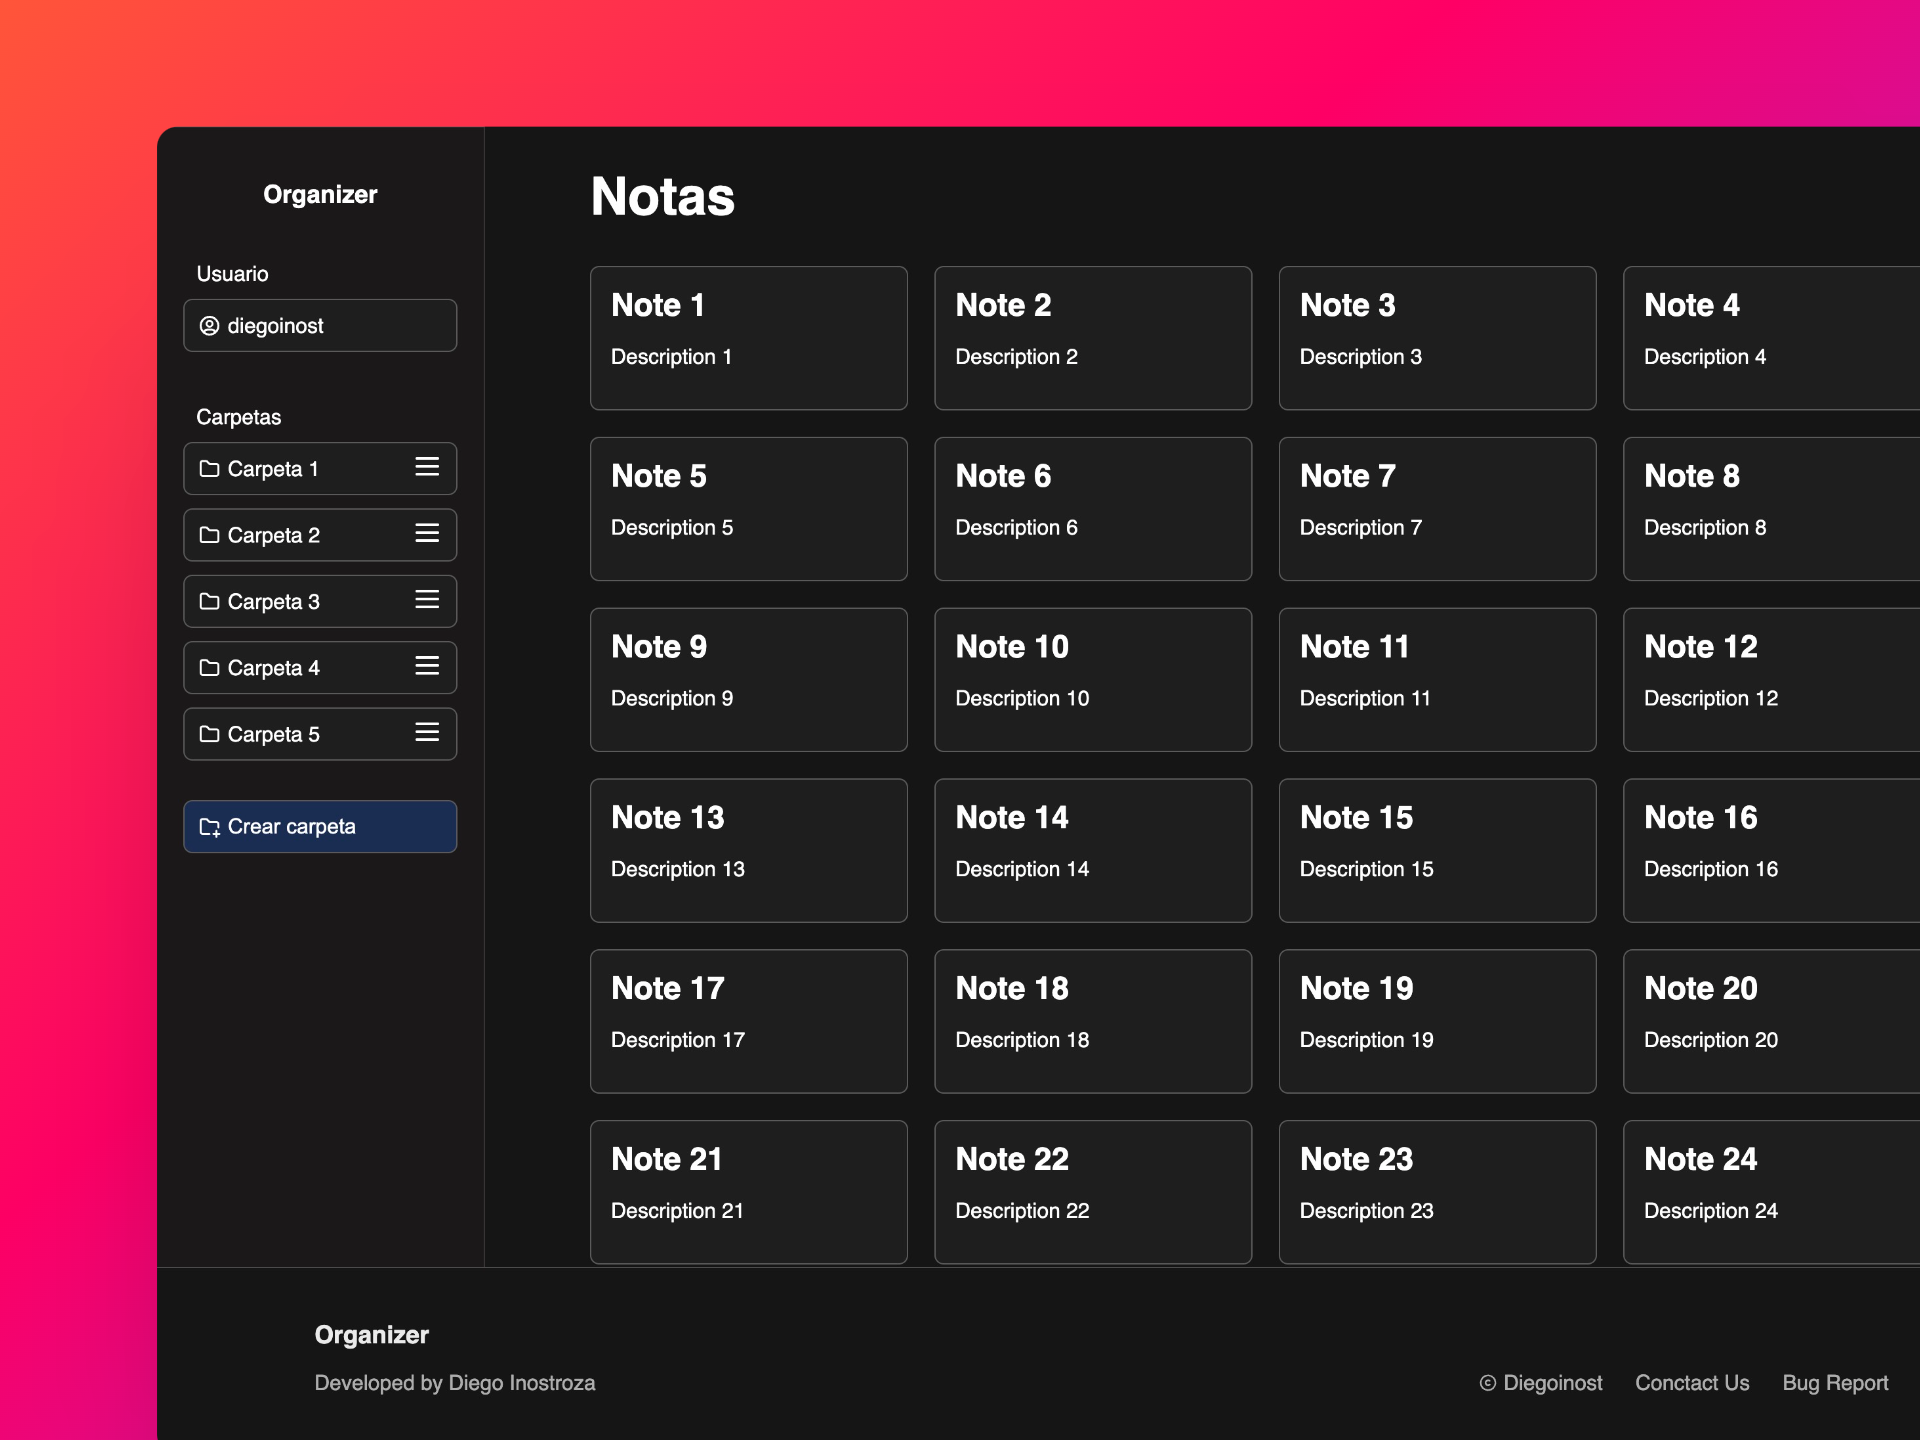 Organizer
Usuario
diegoinost
Carpetas
Carpeta 1
Carpeta 2
Carpeta 3
Carpeta 4
Carpeta 5
Crear carpeta
Notas
Note 1
Description 1
Note 2
Description 2
Note 3
Description 3
Note 4
Description 4
Note 5
Description 5
Note 6
Description 6
Note 7
Description 7
Note 8
Description 8
Note 9
Description 9
Note 10
Description 10
Note 11
Description 11
Note 12
Description 12
Note 13
Description 13
Note 14
Description 14
Note 15
Description 15
Note 16
Description 16
Note 17
Description 17
Note 18
Description 18
Note 19
Description 19
Note 20
Description 20
Note 21
Description 21
Note 22
Description 22
Note 23
Description 23
Note 24
Description 24
Organizer
Developed by Diego Inostroza
© Diegoinost
Conctact Us
Bug Report